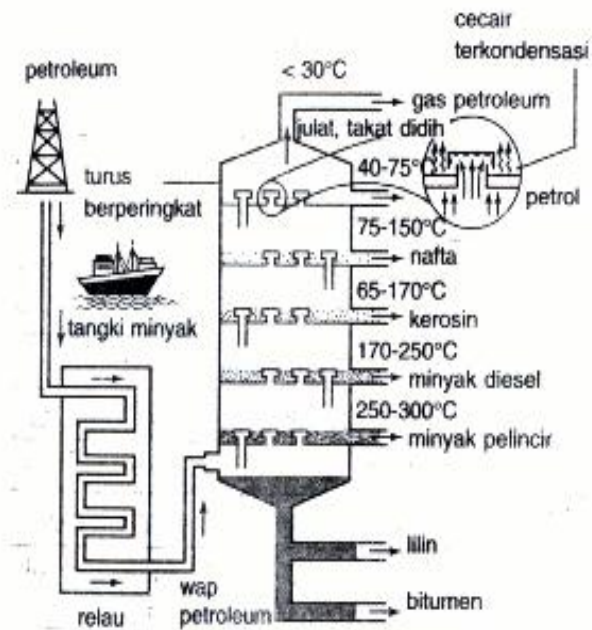 cecair
terkondensasi
petroleum
< 30°C
gas petroleum
julat, takat didih
40-75°C
turus
berperingkat
petrol
75-150°C
nafta
65-170°C
tangki minyak
kerosin
170-250°C
minyak diesel
250-300°C
minyak pelincir
lilin
wap
petroleum
bitumen
relau